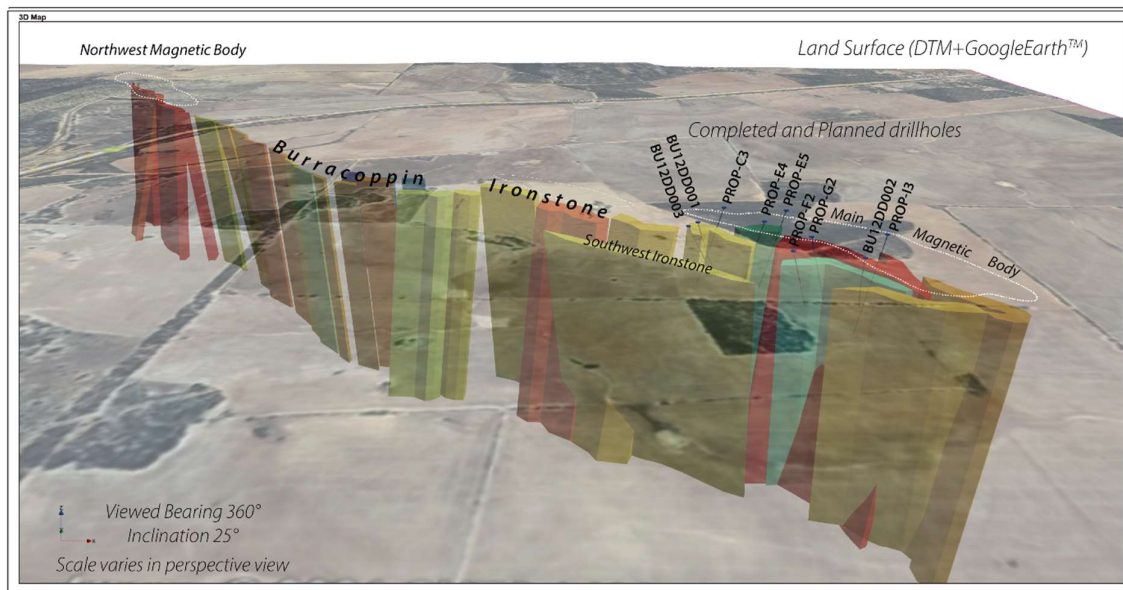 3D Map
Northwest Magnetic Body
Land Surface (DTM+GoogleEarth™)
Completed and Planned drillholes
Burracoppin
Ironstone
Southwest Ironstone
BU12DD003
BU12DD001
PROP-C3
PROP-E4
PROP-E5
PROP-E2
PROP-G2
BU12DD002
PROP-I3
Main
Magnetic
Body
Viewed Bearing 360°
Inclination 25°
Scale varies in perspective view